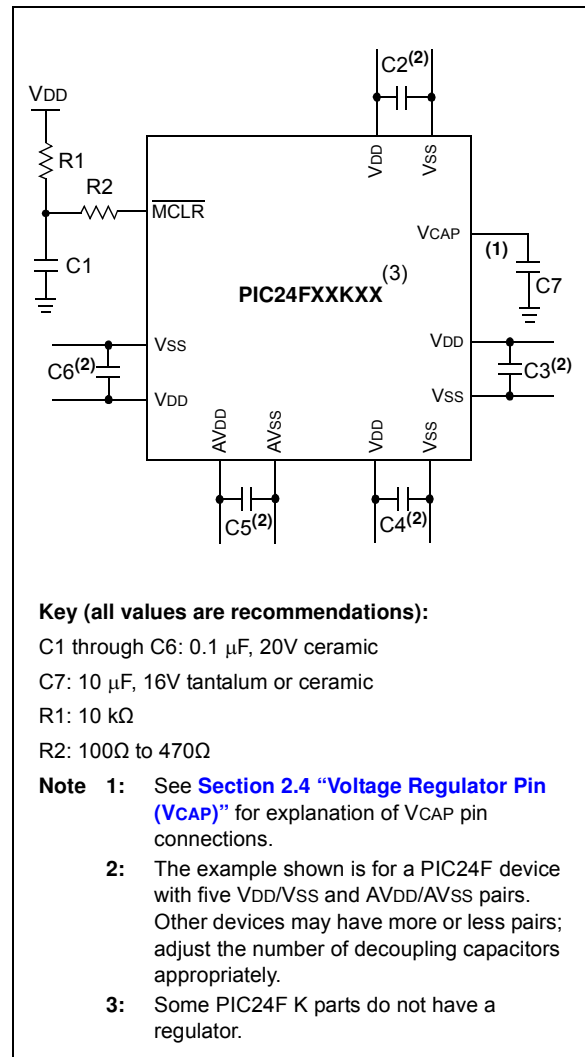 C2(2)
VDD
VDD
VSS
R1
R2
MCLR
VCAP
(1)
C1
C7
PIC24FXXKXX(3)
VSS
VDD
C6(2)
C3(2)
VDD
VSS
AVDD
AVSS
VDD
VSS
C5(2)
C4(2)
Key (all values are recommendations):
C1 through C6: 0.1 μF, 20V ceramic
C7: 10 μF, 16V tantalum or ceramic
R1: 10 kΩ
R2: 100Ω to 470Ω
Note 1: See Section 2.4 “Voltage Regulator Pin
(VCAP)” for explanation of VCAP pin
connections.
2: The example shown is for a PIC24F device
with five VDD/VSS and AVDD/AVSS pairs.
Other devices may have more or less pairs;
adjust the number of decoupling capacitors
appropriately.
3: Some PIC24F K parts do not have a
regulator.